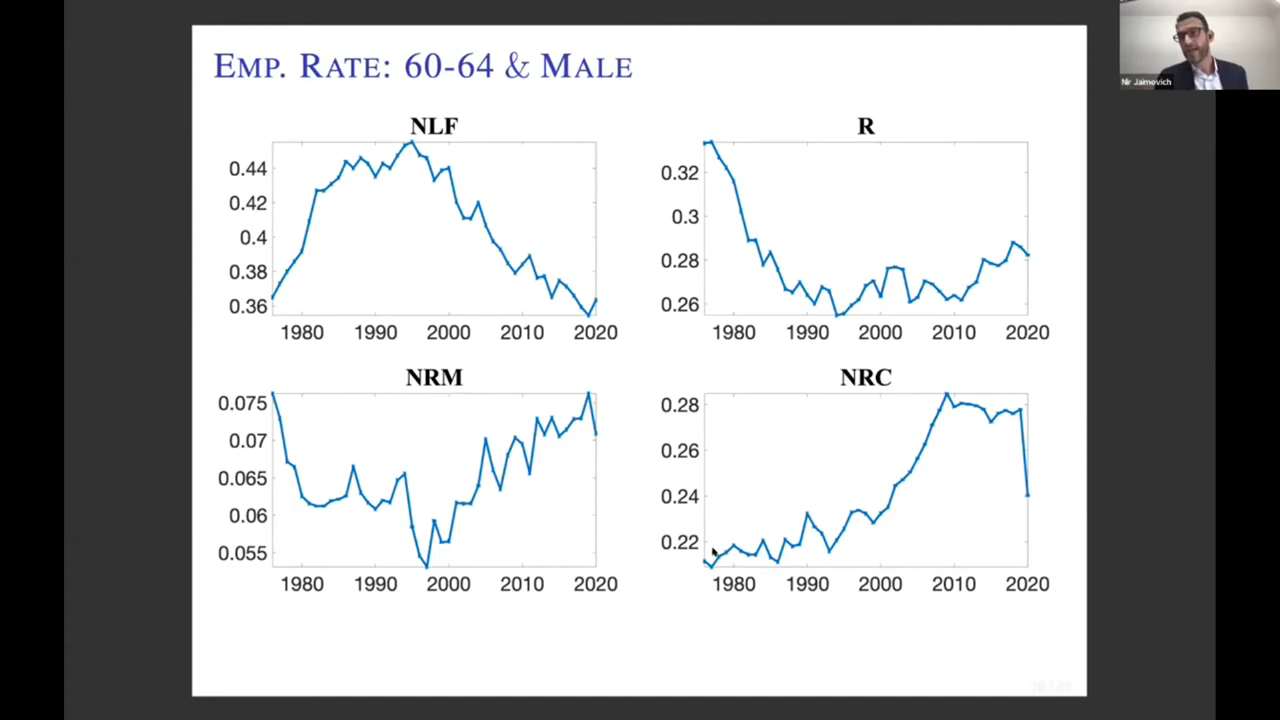 EMP. RATE: 60-64 & MALE
Nir Jaimovich
NLF
0.44
0.42
0.4
0.38
0.36
1980 1990 2000 2010 2020
R
0.32
0.3
0.28
0.26
1980 1990 2000 2010 2020
NRM
0.075
0.07
0.065
0.06
0.055
1980 1990 2000 2010 2020
NRC
0.28
0.26
0.24
0.22
1980 1990 2000 2010 2020